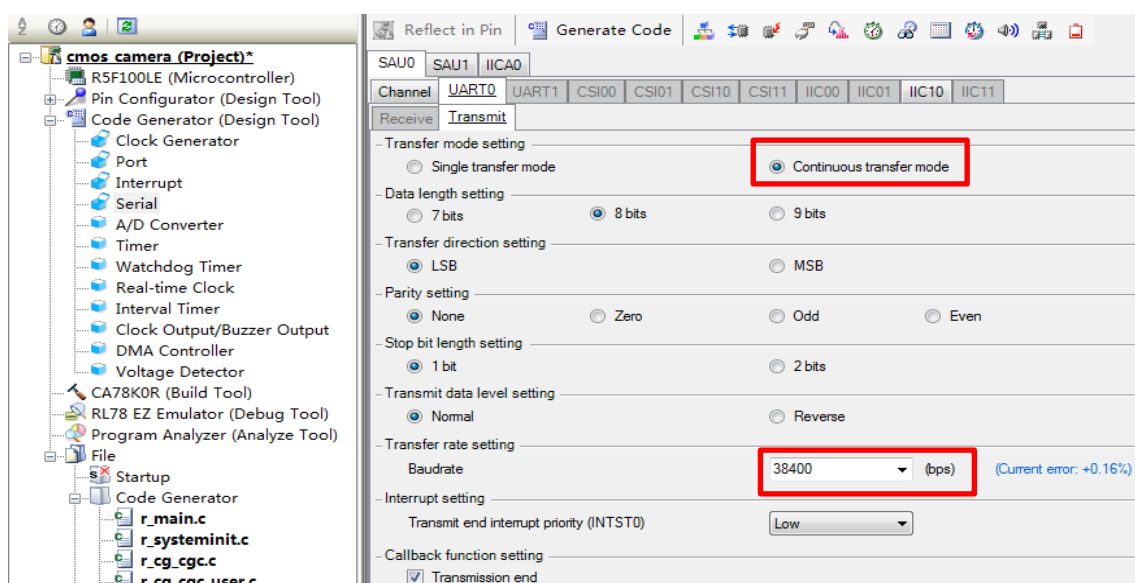 cmos camera (Project)*
R5F100LE (Microcontroller)
Pin Configurator (Design Tool)
Code Generator (Design Tool)
Clock Generator
Port
Interrupt
Serial
A/D Converter
Timer
Watchdog Timer
Real-time Clock
Interval Timer
Clock Output/Buzzer Output
DMA Controller
Voltage Detector
CA78K0R (Build Tool)
RL78 EZ Emulator (Debug Tool)
Program Analyzer (Analyze Tool)
File
Startup
Code Generator
r_main.c
r_systeminit.c
r_cg_cgc.c
r_cg_cgc_user.c
Reflect in Pin Generate Code
SAU0 SAU1 IICA0
Channel UART0 UART1 CSI00 CSI01 CSI10 CSI11 IIC00 IIC01 IIC10 IIC11
Receive Transmit
Transfer mode setting
Single transfer mode Continuous transfer mode
Data length setting
7 bits 8 bits 9 bits
Transfer direction setting
LSB MSB
Parity setting
None Zero Odd Even
Stop bit length setting
1 bit 2 bits
Transmit data level setting
Normal Reverse
Transfer rate setting
Baudrate 38400 (bps) (Current error: +0.16%)
Interrupt setting
Transmit end interrupt priority (INTST0) Low
Callback function setting
Transmission end